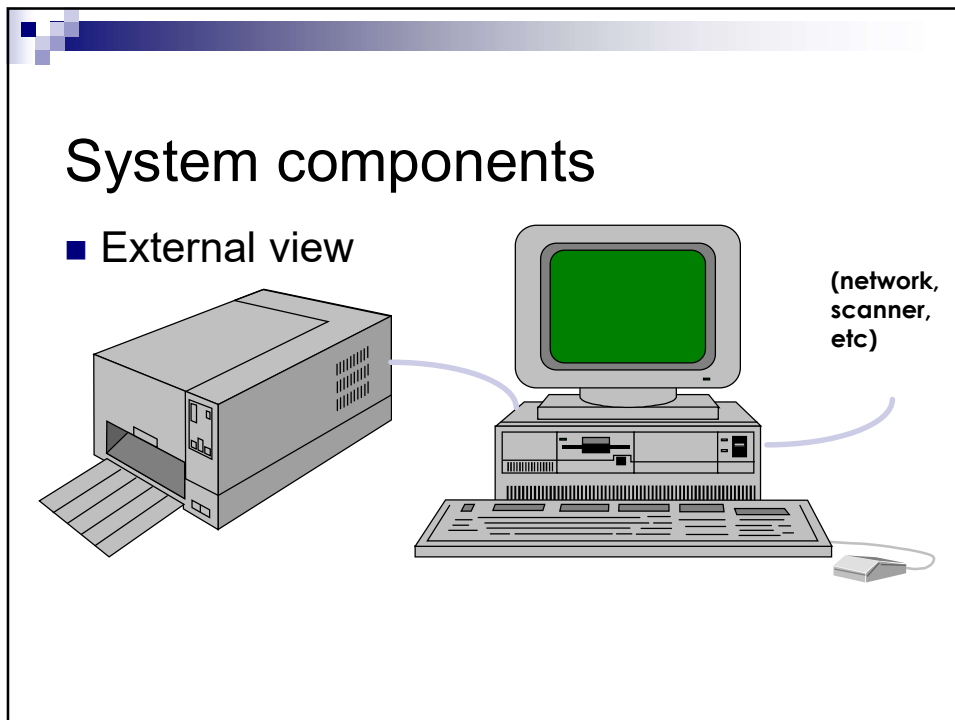 System components
External view
(network,
scanner,
etc)